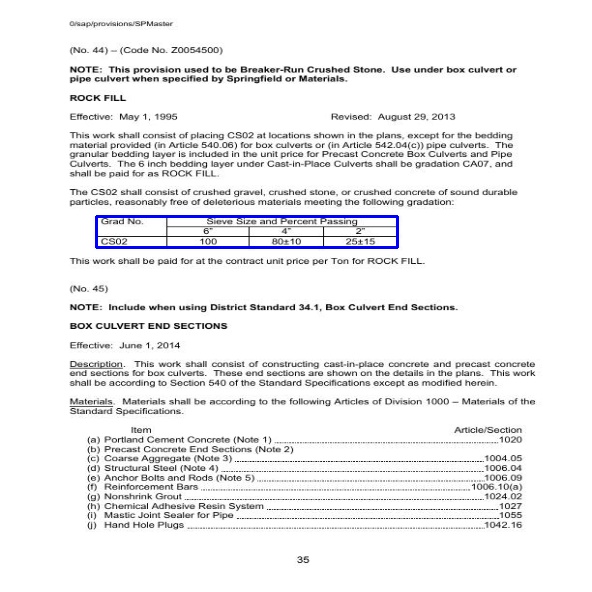 0/sap/provisions/SPMaster
(No. 44) – (Code No. Z0054500)
NOTE: This provision used to be Breaker-Run Crushed Stone. Use under box culvert or
pipe culvert when specified by Springfield or Materials.
ROCK FILL
Effective: May 1, 1995 Revised: August 29, 2013
This work shall consist of placing CS02 at locations shown in the plans, except for the bedding
material provided (in Article 540.06) for box culverts or (in Article 542.04(c)) pipe culverts. The
granular bedding layer is included in the unit price for Precast Concrete Box Culverts and Pipe
Culverts. The 6 inch bedding layer under Cast-in-Place Culverts shall be gradation CA07, and
shall be paid for as ROCK FILL.
The CS02 shall consist of crushed gravel, crushed stone, or crushed concrete of sound durable
particles, reasonably free of deleterious materials meeting the following gradation:
Grad No. Sieve Size and Percent Passing
6" 4" 2"
CS02 100 80±10 25±15
This work shall be paid for at the contract unit price per Ton for ROCK FILL.
(No. 45)
NOTE: Include when using District Standard 34.1, Box Culvert End Sections.
BOX CULVERT END SECTIONS
Effective: June 1, 2014
Description. This work shall consist of constructing cast-in-place concrete and precast concrete
end sections for box culverts. These end sections are shown on the details in the plans. This work
shall be according to Section 540 of the Standard Specifications except as modified herein.
Materials. Materials shall be according to the following Articles of Division 1000 – Materials of the
Standard Specifications.
Item Article/Section
(a) Portland Cement Concrete (Note 1) 1020
(b) Precast Concrete End Sections (Note 2)
(c) Coarse Aggregate (Note 3) 1004.05
(d) Structural Steel (Note 4) 1006.04
(e) Anchor Bolts and Rods (Note 5) 1006.09
(f) Reinforcement Bars 1006.10(a)
(g) Nonshrink Grout 1024.02
(h) Chemical Adhesive Resin System 1027
(i) Mastic Joint Sealer for Pipe 1055
(j) Hand Hole Plugs 1042.16
35